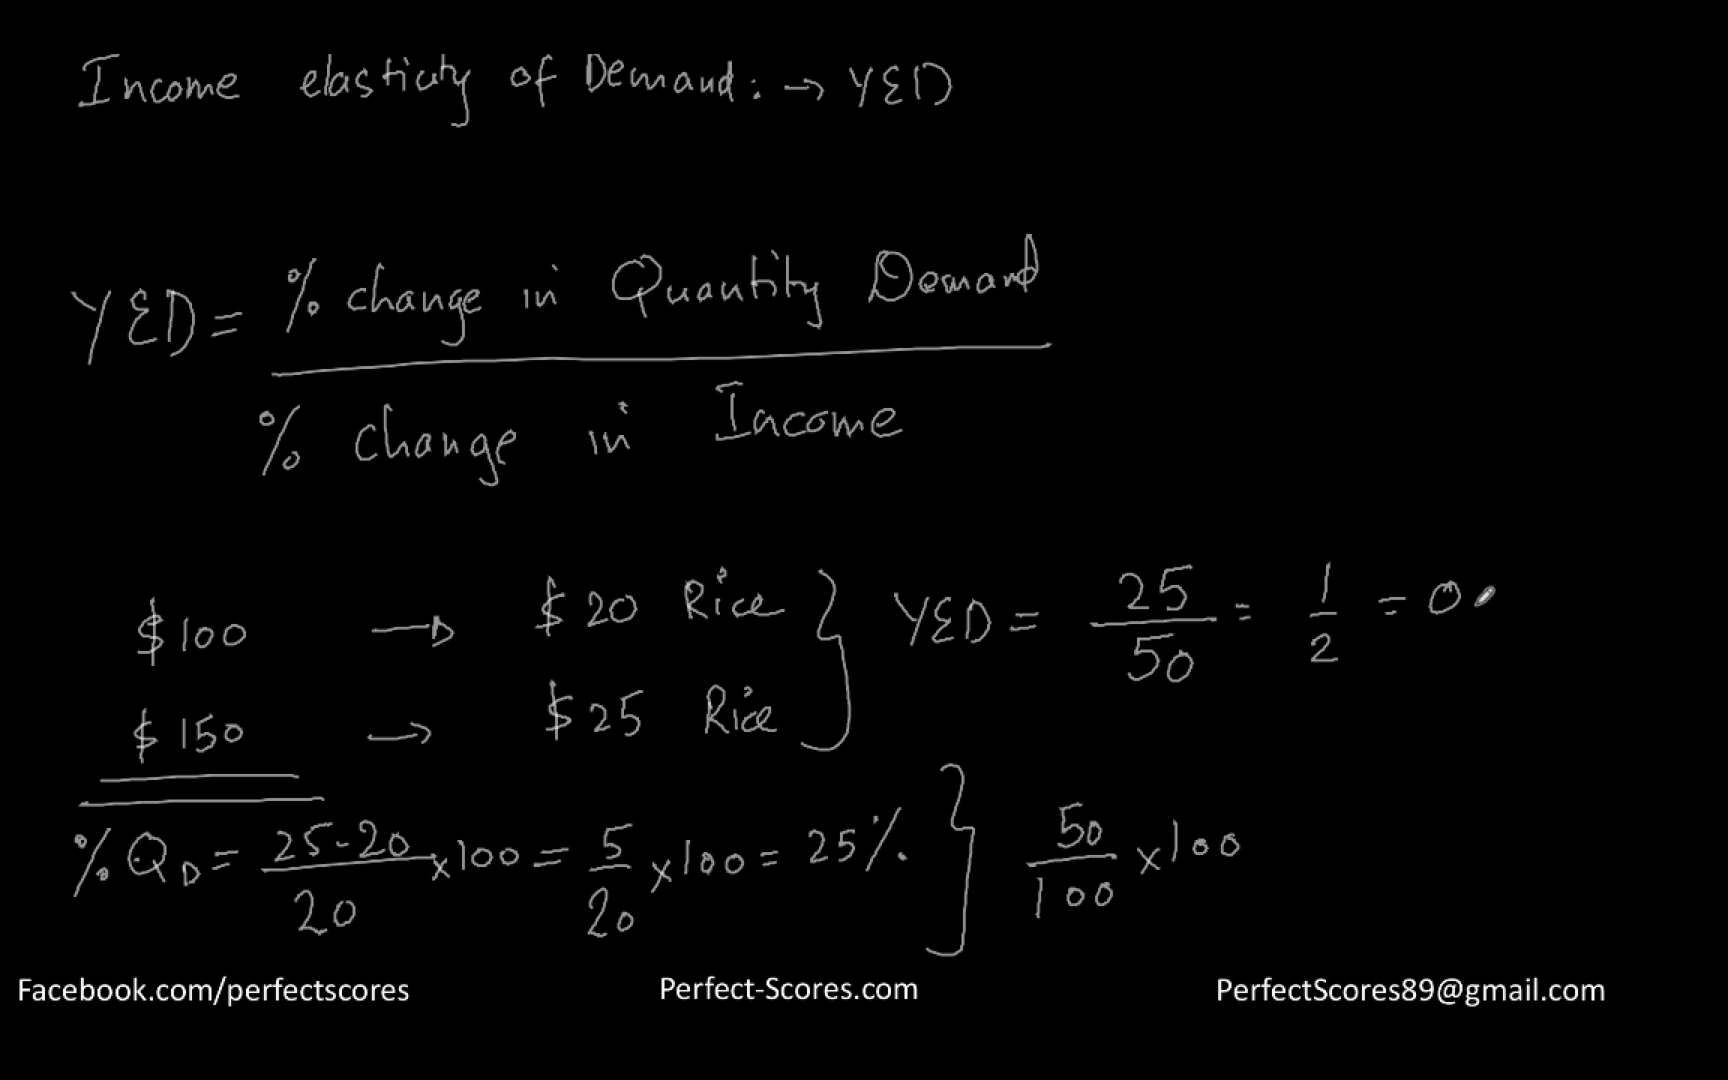 Income elasticity of Demand: → YED
YED = % change in Quantity Demand
% change in Income
$100 → $20 Rice } YED = 25/50 = 1/2 = 0.
$150 → $25 Rice
% QD = 25-20/20 x100 = 5/20 x100 = 25% } 50/100 x100
Facebook.com/perfectscores Perfect-Scores.com PerfectScores89@gmail.com